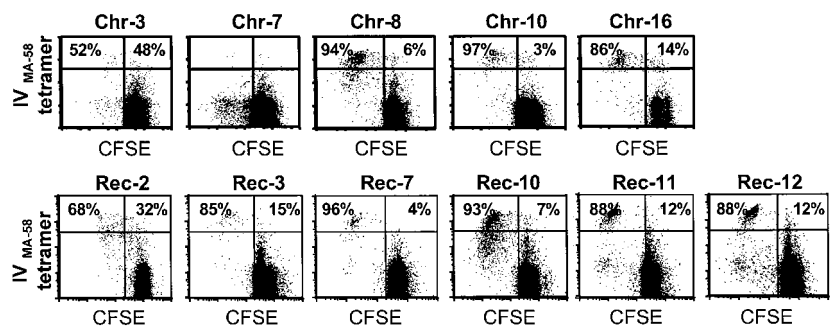 Chr-3 Chr-7 Chr-8 Chr-10 Chr-16
52% 48% 94% 6% 97% 3% 86% 14%
IV MA-58
tetramer
CFSE CFSE CFSE CFSE CFSE
Rec-2 Rec-3 Rec-7 Rec-10 Rec-11 Rec-12
68% 32% 85% 15% 96% 4% 93% 7% 88% 12% 88% 12%
IV MA-58
tetramer
CFSE CFSE CFSE CFSE CFSE CFSE